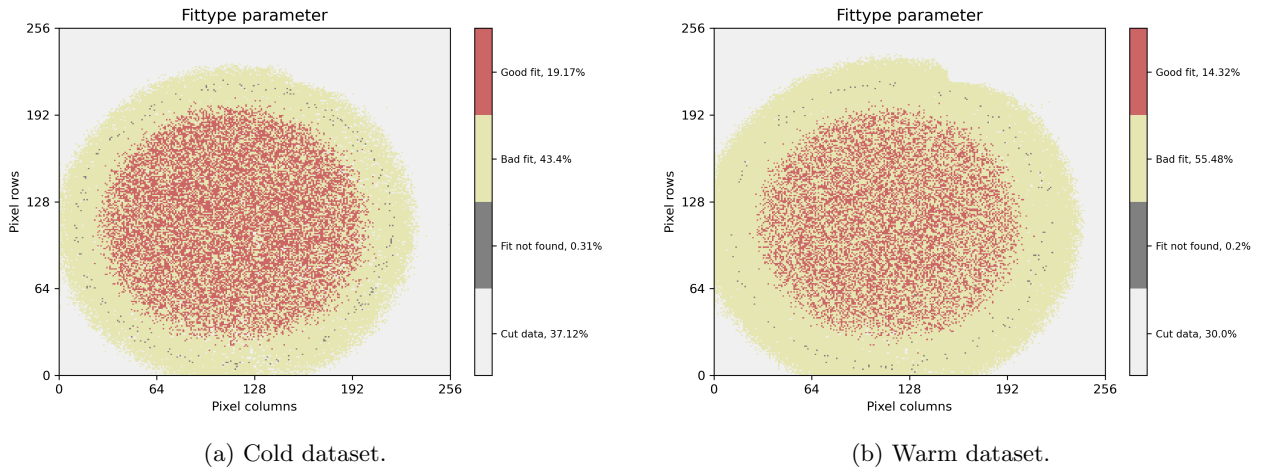 Fittype parameter
256
192
128
64
0
Pixel rows
0
64
128
192
256
Pixel columns
Good fit, 19.17%
Bad fit, 43.4%
Fit not found, 0.31%
Cut data, 37.12%
(a) Cold dataset.
Fittype parameter
256
192
128
64
0
Pixel rows
0
64
128
192
256
Pixel columns
Good fit, 14.32%
Bad fit, 55.48%
Fit not found, 0.2%
Cut data, 30.0%
(b) Warm dataset.